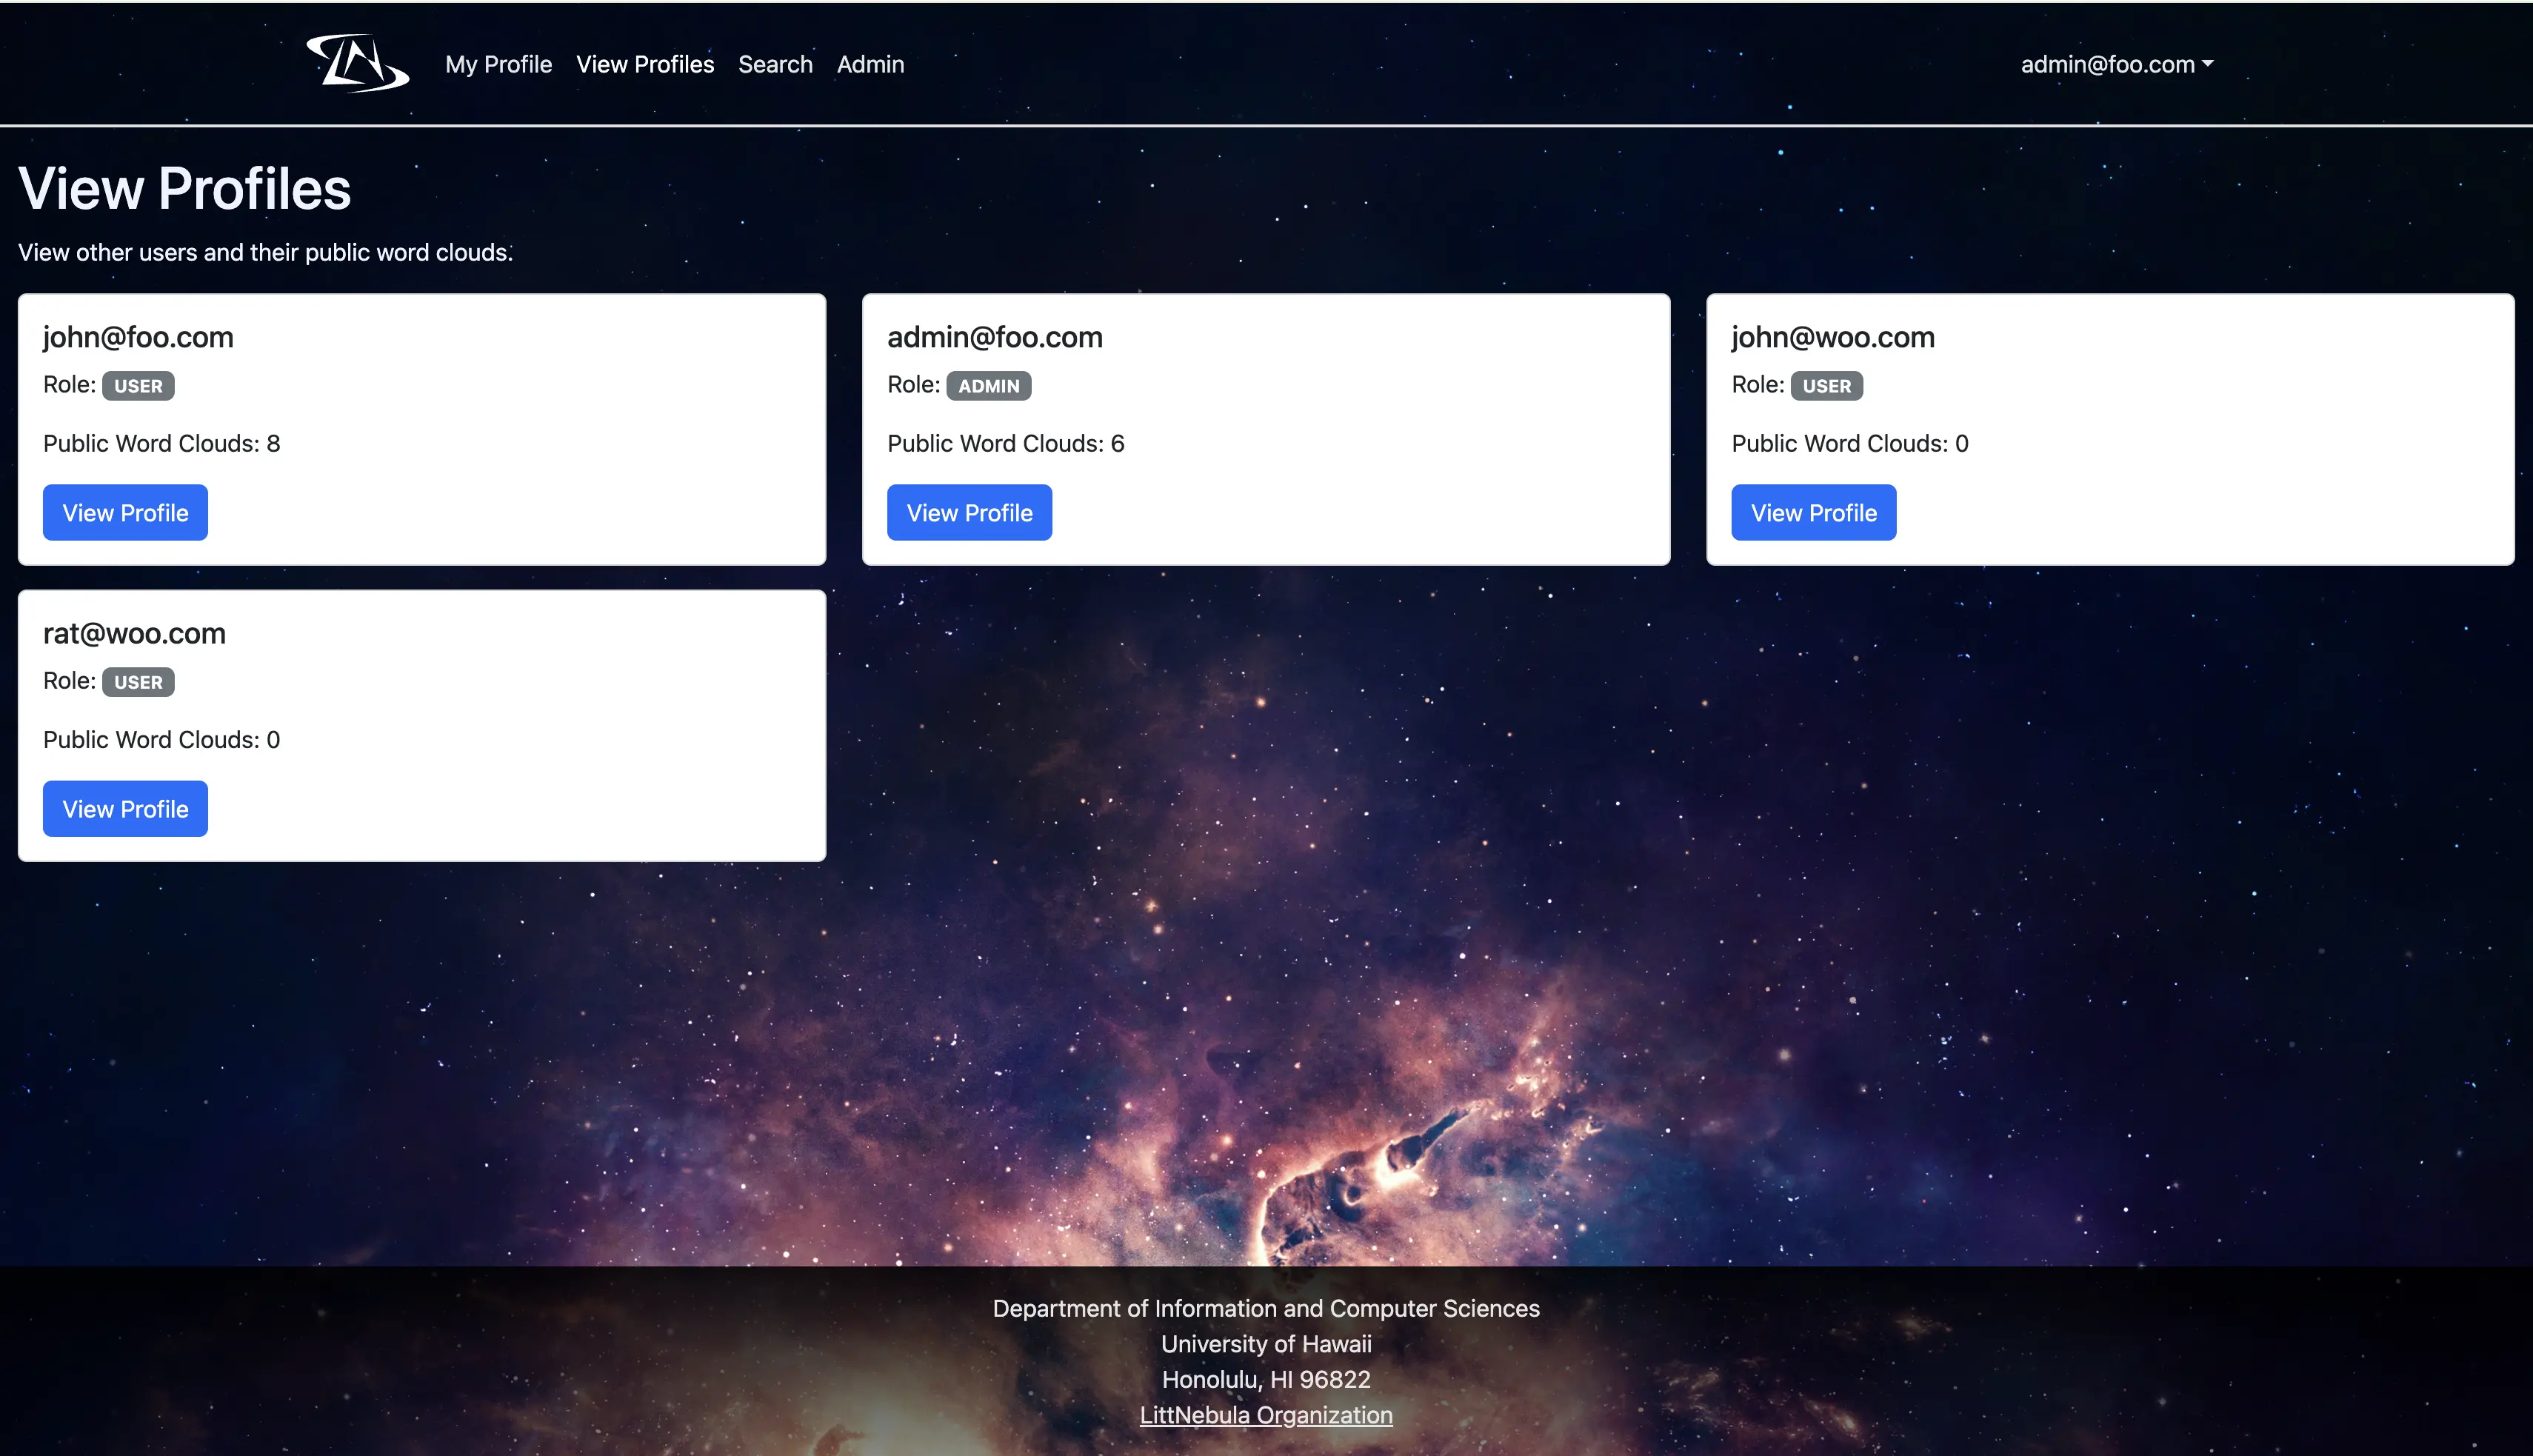 My Profile View Profiles Search Admin admin@foo.com
View Profiles
View other users and their public word clouds.
john@foo.com
Role: USER
Public Word Clouds: 8
View Profile
admin@foo.com
Role: ADMIN
Public Word Clouds: 6
View Profile
john@woo.com
Role: USER
Public Word Clouds: 0
View Profile
rat@woo.com
Role: USER
Public Word Clouds: 0
View Profile
Department of Information and Computer Sciences
University of Hawaii
Honolulu, HI 96822
LittNebula Organization